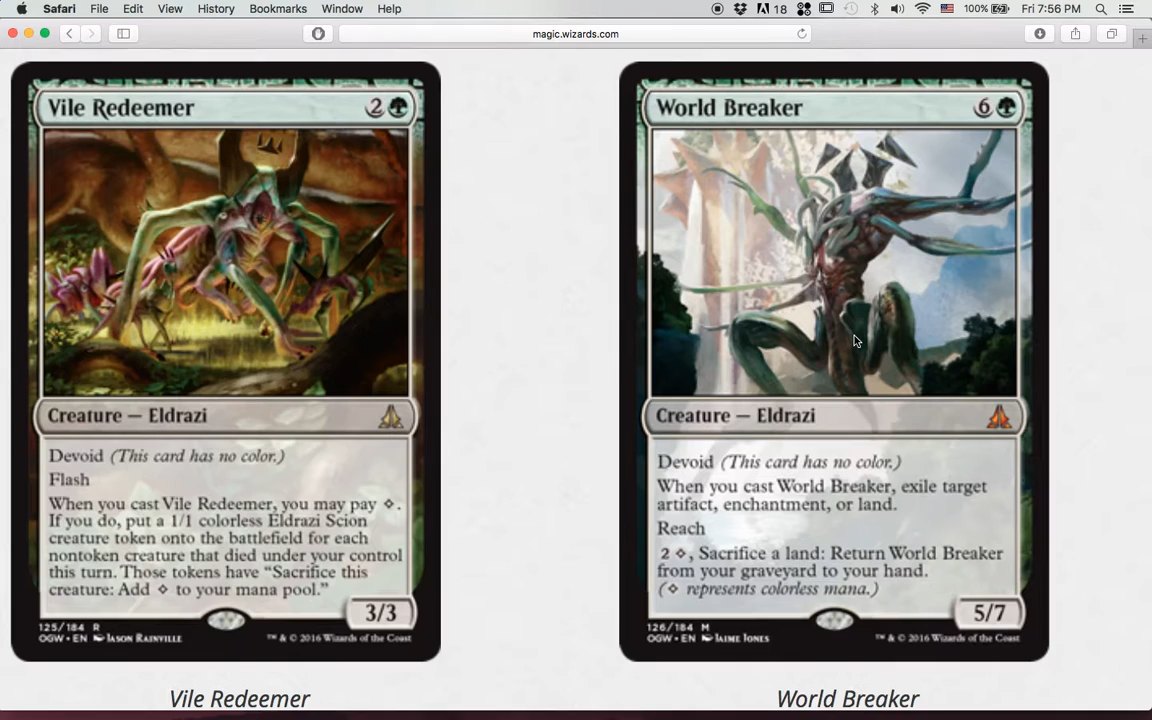 Safari File Edit View History Bookmarks Window Help 18 100% Fri 7:56 PM
magic.wizards.com
Vile Redeemer 2
Creature — Eldrazi
Devoid (This card has no color.)
Flash
When you cast Vile Redeemer, you may pay ◇.
If you do, put a 1/1 colorless Eldrazi Scion
creature token onto the battlefield for each
nontoken creature that died under your control
this turn. Those tokens have “Sacrifice this
creature: Add ◇ to your mana pool.”
3/3
125/184 R
OGW • EN Jason Rainville ™ & © 2016 Wizards of the Coast
Vile Redeemer
World Breaker 6
Creature — Eldrazi
Devoid (This card has no color.)
When you cast World Breaker, exile target
artifact, enchantment, or land.
Reach
2 ◇, Sacrifice a land: Return World Breaker
from your graveyard to your hand.
(◇ represents colorless mana.)
5/7
126/184 M
OGW • EN Jaime Jones ™ & © 2016 Wizards of the Coast
World Breaker